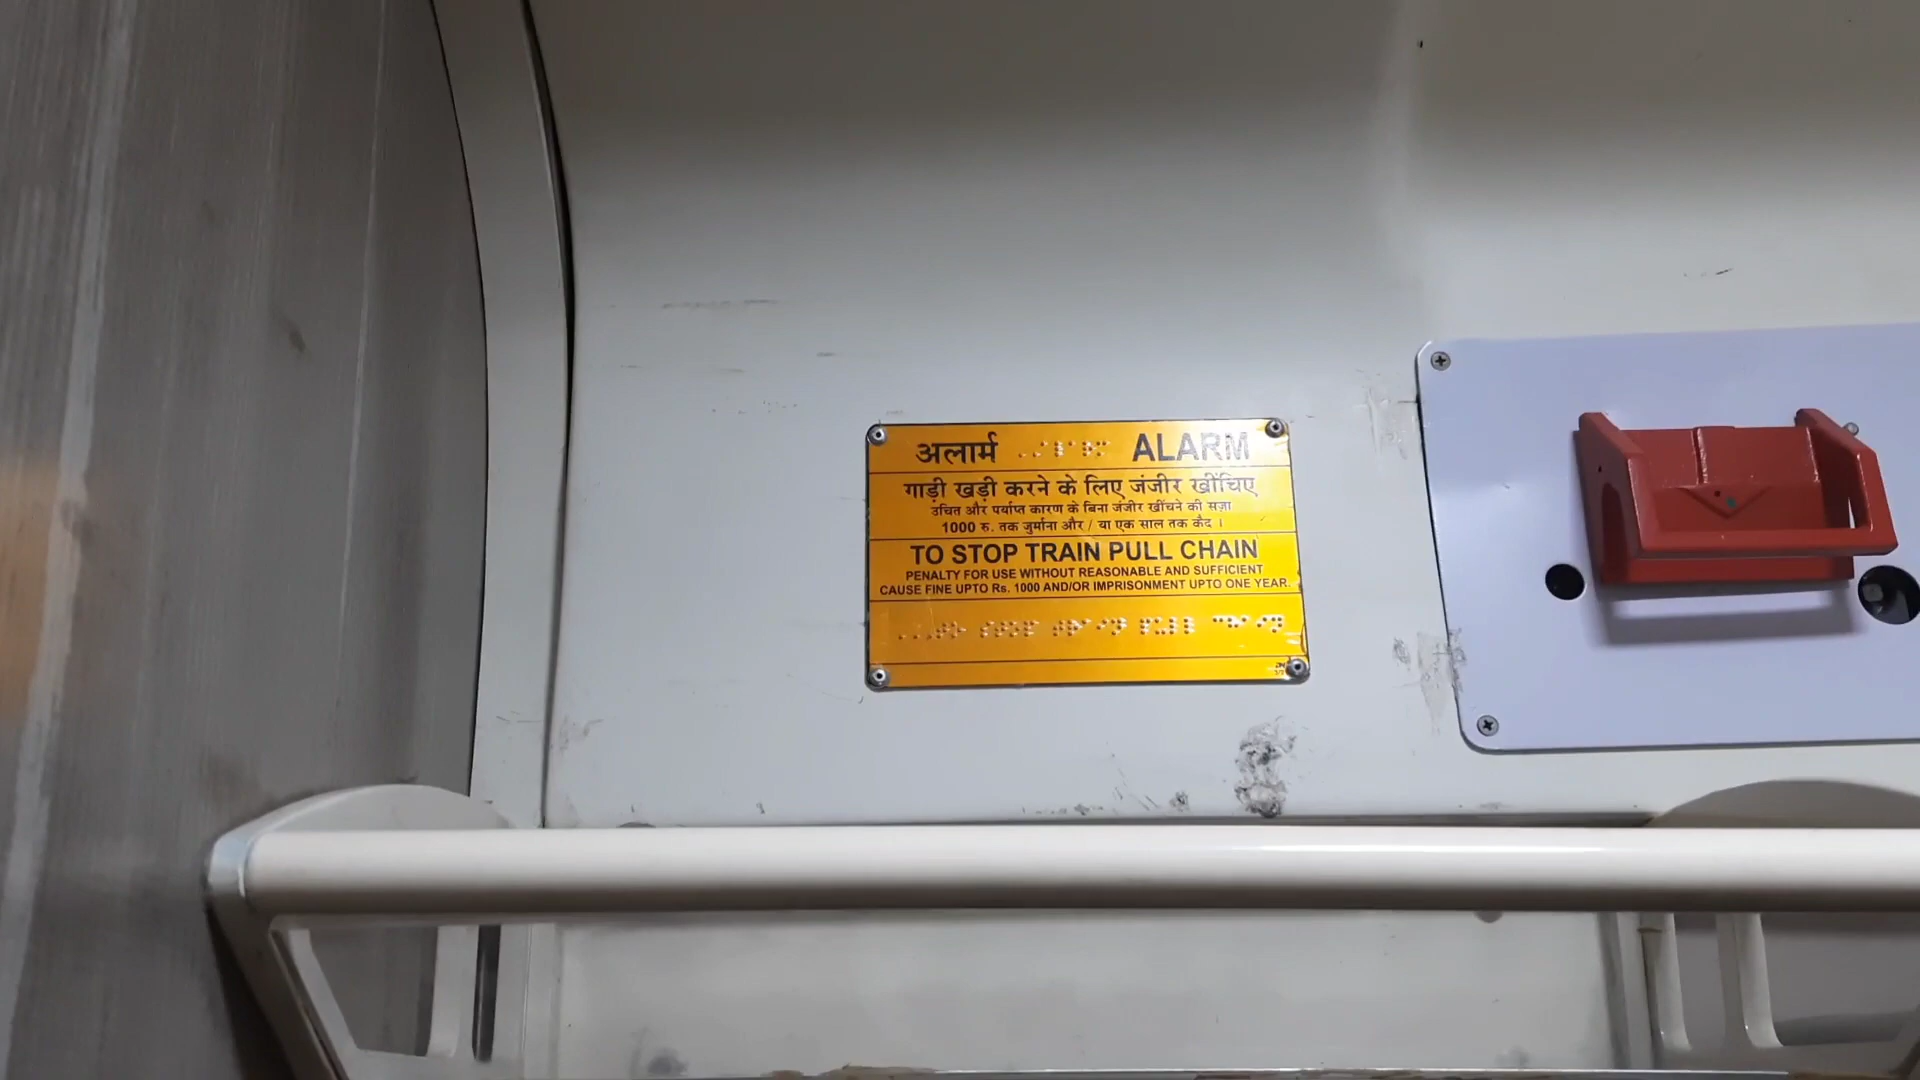 अलार्म ALARM
गाड़ी खड़ी करने के लिए जंजीर खींचिए
उचित और पर्याप्त कारण के बिना जंजीर खींचने की सज़ा
1000 रु. तक जुर्माना और / या एक साल तक कैद ।
TO STOP TRAIN PULL CHAIN
PENALTY FOR USE WITHOUT REASONABLE AND SUFFICIENT
CAUSE FINE UPTO Rs. 1000 AND/OR IMPRISONMENT UPTO ONE YEAR.